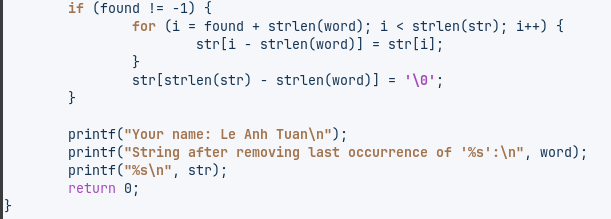 if (found != -1) {
for (i = found + strlen(word); i < strlen(str); i++) {
str[i - strlen(word)] = str[i];
}
str[strlen(str) - strlen(word)] = '\0';
}
printf("Your name: Le Anh Tuan\n");
printf("String after removing last occurrence of '%s':\n", word);
printf("%s\n", str);
return 0;
}